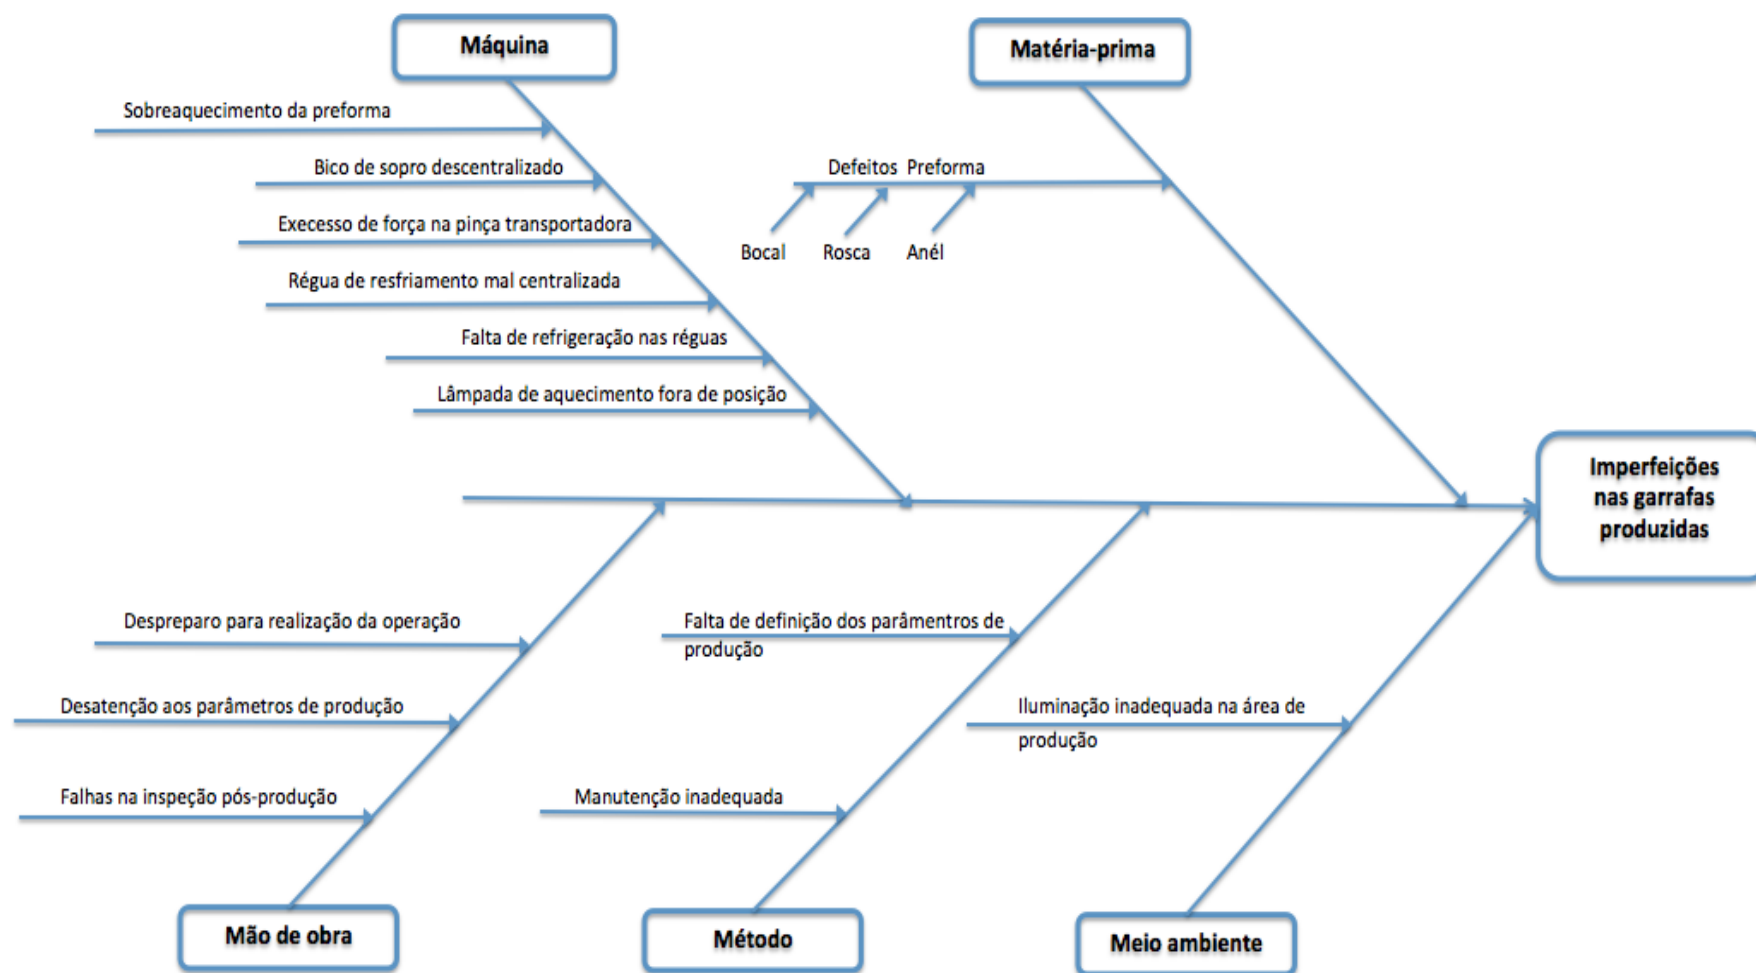 Máquina
Matéria-prima
Sobreaquecimento da preforma
Bico de sopro descentralizado
Defeitos Preforma
Execesso de força na pinça transportadora
Bocal
Rosca
Anél
Régua de resfriamento mal centralizada
Falta de refrigeração nas réguas
Lâmpada de aquecimento fora de posição
Imperfeições
nas garrafas
produzidas
Despreparo para realização da operação
Falta de definição dos parâmentros de
produção
Desatenção aos parâmetros de produção
Iluminação inadequada na área de
produção
Falhas na inspeção pós-produção
Manutenção inadequada
Mão de obra
Método
Meio ambiente